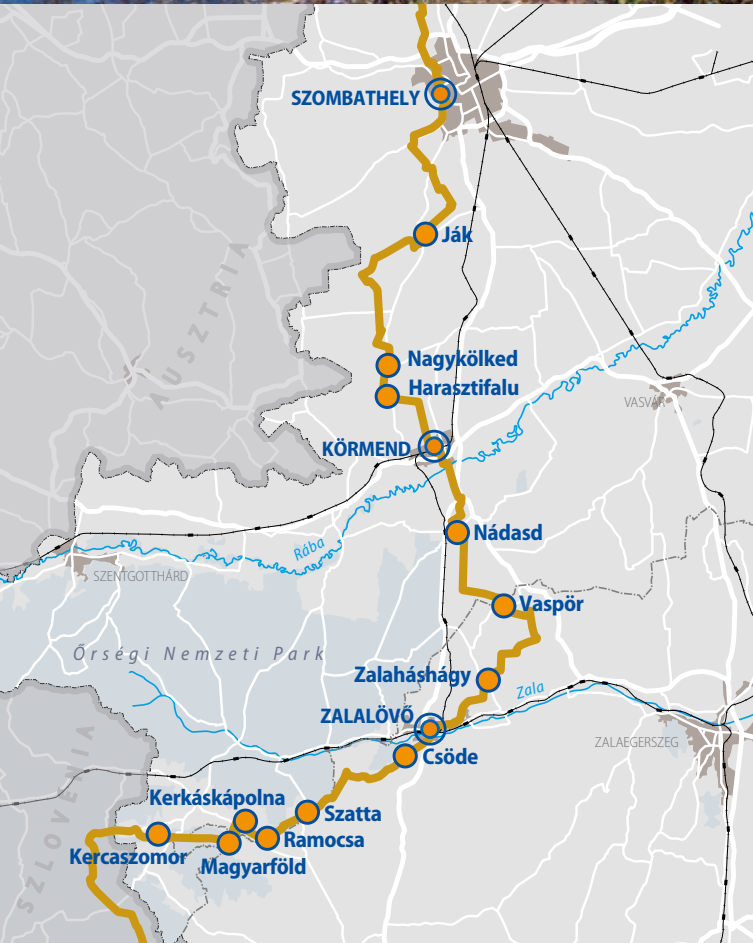 SZOMBATHELY
Ják
AUSZTRIA
Nagykölked
Harasztifalu
VASVÁR
KÖRMEND
Nádasd
Rába
SZENTGOTTHÁRD
Vaspör
Őrségi Nemzeti Park
Zalaháshágy
Zala
ZALALÖVŐ
ZALAEGERSZEG
Csöde
Kerkáskápolna
Szatta
Ramocsa
Kercaszomor
Magyarföld
SZLOVÉNIA